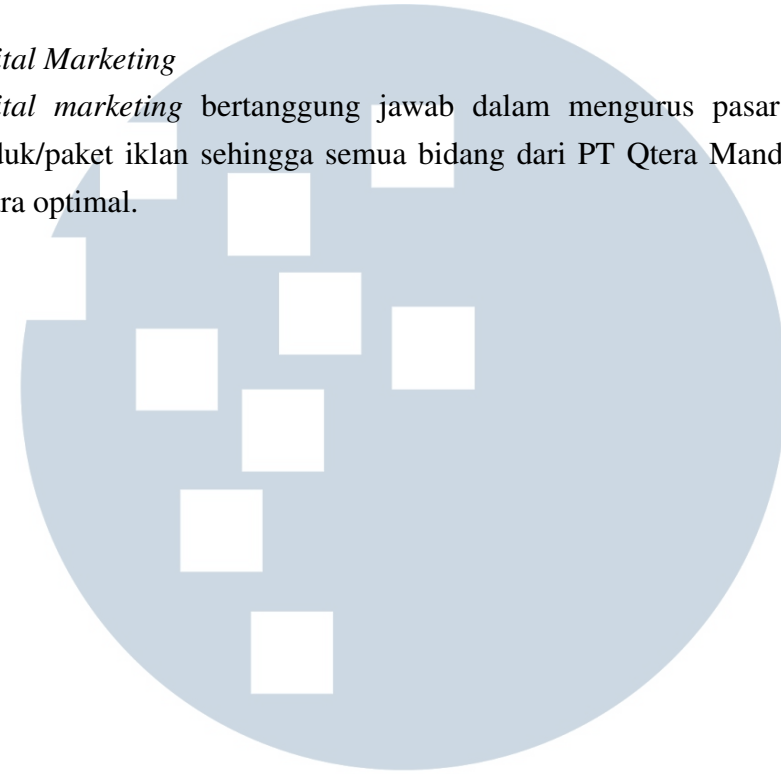 ital Marketing
ital marketing bertanggung jawab dalam mengurus pasar
duk/paket iklan sehingga semua bidang dari PT Qtera Mand
ra optimal.